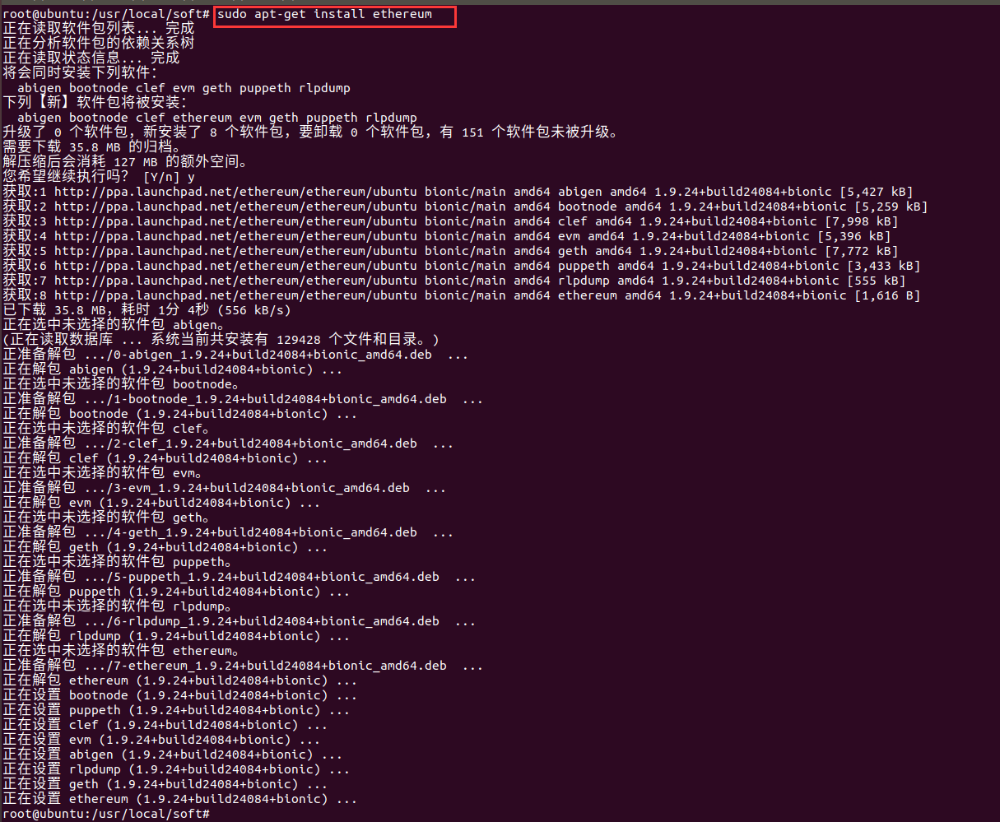 root@ubuntu:/usr/local/soft# sudo apt-get install ethereum
正在读取软件包列表... 完成
正在分析软件包的依赖关系树
正在读取状态信息... 完成
将会同时安装下列软件：
  abigen bootnode clef evm geth puppeth rlpdump
下列【新】软件包将被安装：
  abigen bootnode clef ethereum evm geth puppeth rlpdump
升级了 0 个软件包，新安装了 8 个软件包，要卸载 0 个软件包，有 151 个软件包未被升级。
需要下载 35.8 MB 的归档。
解压缩后会消耗 127 MB 的额外空间。
您希望继续执行吗？ [Y/n] y
获取:1 http://ppa.launchpad.net/ethereum/ethereum/ubuntu bionic/main amd64 abigen amd64 1.9.24+build24084+bionic [5,427 kB]
获取:2 http://ppa.launchpad.net/ethereum/ethereum/ubuntu bionic/main amd64 bootnode amd64 1.9.24+build24084+bionic [5,259 kB]
获取:3 http://ppa.launchpad.net/ethereum/ethereum/ubuntu bionic/main amd64 clef amd64 1.9.24+build24084+bionic [7,998 kB]
获取:4 http://ppa.launchpad.net/ethereum/ethereum/ubuntu bionic/main amd64 evm amd64 1.9.24+build24084+bionic [5,396 kB]
获取:5 http://ppa.launchpad.net/ethereum/ethereum/ubuntu bionic/main amd64 geth amd64 1.9.24+build24084+bionic [7,772 kB]
获取:6 http://ppa.launchpad.net/ethereum/ethereum/ubuntu bionic/main amd64 puppeth amd64 1.9.24+build24084+bionic [3,433 kB]
获取:7 http://ppa.launchpad.net/ethereum/ethereum/ubuntu bionic/main amd64 rlpdump amd64 1.9.24+build24084+bionic [555 kB]
获取:8 http://ppa.launchpad.net/ethereum/ethereum/ubuntu bionic/main amd64 ethereum amd64 1.9.24+build24084+bionic [1,616 B]
已下载 35.8 MB，耗时 1分 4秒 (556 kB/s)
正在选中未选择的软件包 abigen。
(正在读取数据库 ... 系统当前共安装有 129428 个文件和目录。)
正准备解包 .../0-abigen_1.9.24+build24084+bionic_amd64.deb  ...
正在解包 abigen (1.9.24+build24084+bionic) ...
正在选中未选择的软件包 bootnode。
正准备解包 .../1-bootnode_1.9.24+build24084+bionic_amd64.deb  ...
正在解包 bootnode (1.9.24+build24084+bionic) ...
正在选中未选择的软件包 clef。
正准备解包 .../2-clef_1.9.24+build24084+bionic_amd64.deb  ...
正在解包 clef (1.9.24+build24084+bionic) ...
正在选中未选择的软件包 evm。
正准备解包 .../3-evm_1.9.24+build24084+bionic_amd64.deb  ...
正在解包 evm (1.9.24+build24084+bionic) ...
正在选中未选择的软件包 geth。
正准备解包 .../4-geth_1.9.24+build24084+bionic_amd64.deb  ...
正在解包 geth (1.9.24+build24084+bionic) ...
正在选中未选择的软件包 puppeth。
正准备解包 .../5-puppeth_1.9.24+build24084+bionic_amd64.deb  ...
正在解包 puppeth (1.9.24+build24084+bionic) ...
正在选中未选择的软件包 rlpdump。
正准备解包 .../6-rlpdump_1.9.24+build24084+bionic_amd64.deb  ...
正在解包 rlpdump (1.9.24+build24084+bionic) ...
正在选中未选择的软件包 ethereum。
正准备解包 .../7-ethereum_1.9.24+build24084+bionic_amd64.deb  ...
正在解包 ethereum (1.9.24+build24084+bionic) ...
正在设置 bootnode (1.9.24+build24084+bionic) ...
正在设置 puppeth (1.9.24+build24084+bionic) ...
正在设置 clef (1.9.24+build24084+bionic) ...
正在设置 evm (1.9.24+build24084+bionic) ...
正在设置 abigen (1.9.24+build24084+bionic) ...
正在设置 rlpdump (1.9.24+build24084+bionic) ...
正在设置 geth (1.9.24+build24084+bionic) ...
正在设置 ethereum (1.9.24+build24084+bionic) ...
root@ubuntu:/usr/local/soft#